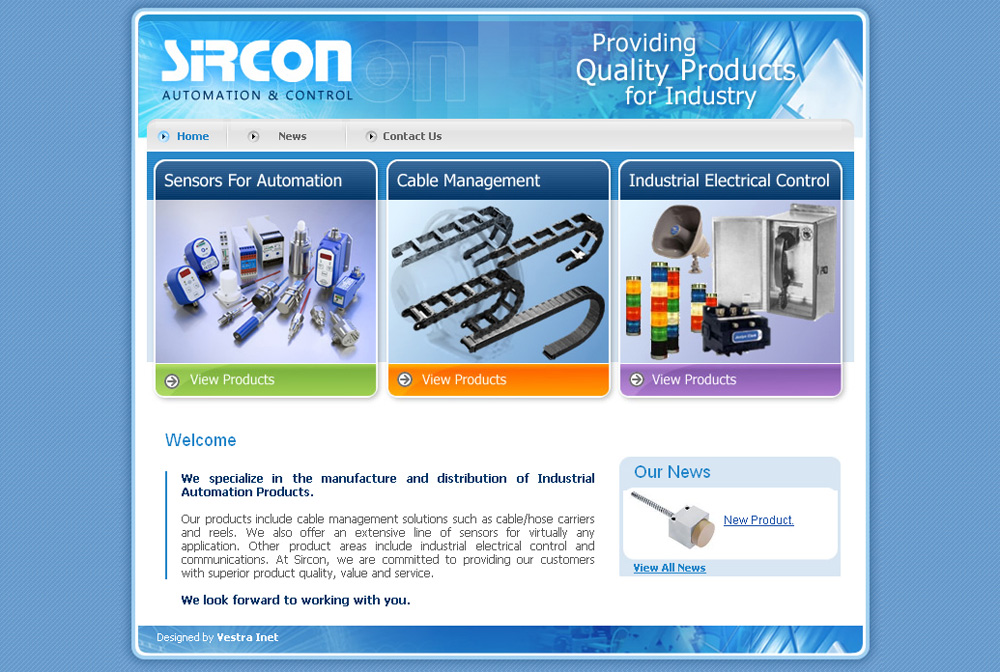 SIRCON
AUTOMATION & CONTROL
Providing
Quality Products
for Industry
Home
News
Contact Us
Sensors For Automation
Cable Management
Industrial Electrical Control
View Products
View Products
View Products
Welcome
We specialize in the manufacture and distribution of Industrial
Automation Products.
Our products include cable management solutions such as cable/hose carriers
and reels. We also offer an extensive line of sensors for virtually any
application. Other product areas include industrial electrical control and
communications. At Sircon, we are committed to providing our customers
with superior product quality, value and service.
We look forward to working with you.
Our News
New Product.
View All News
Designed by Vestra Inet